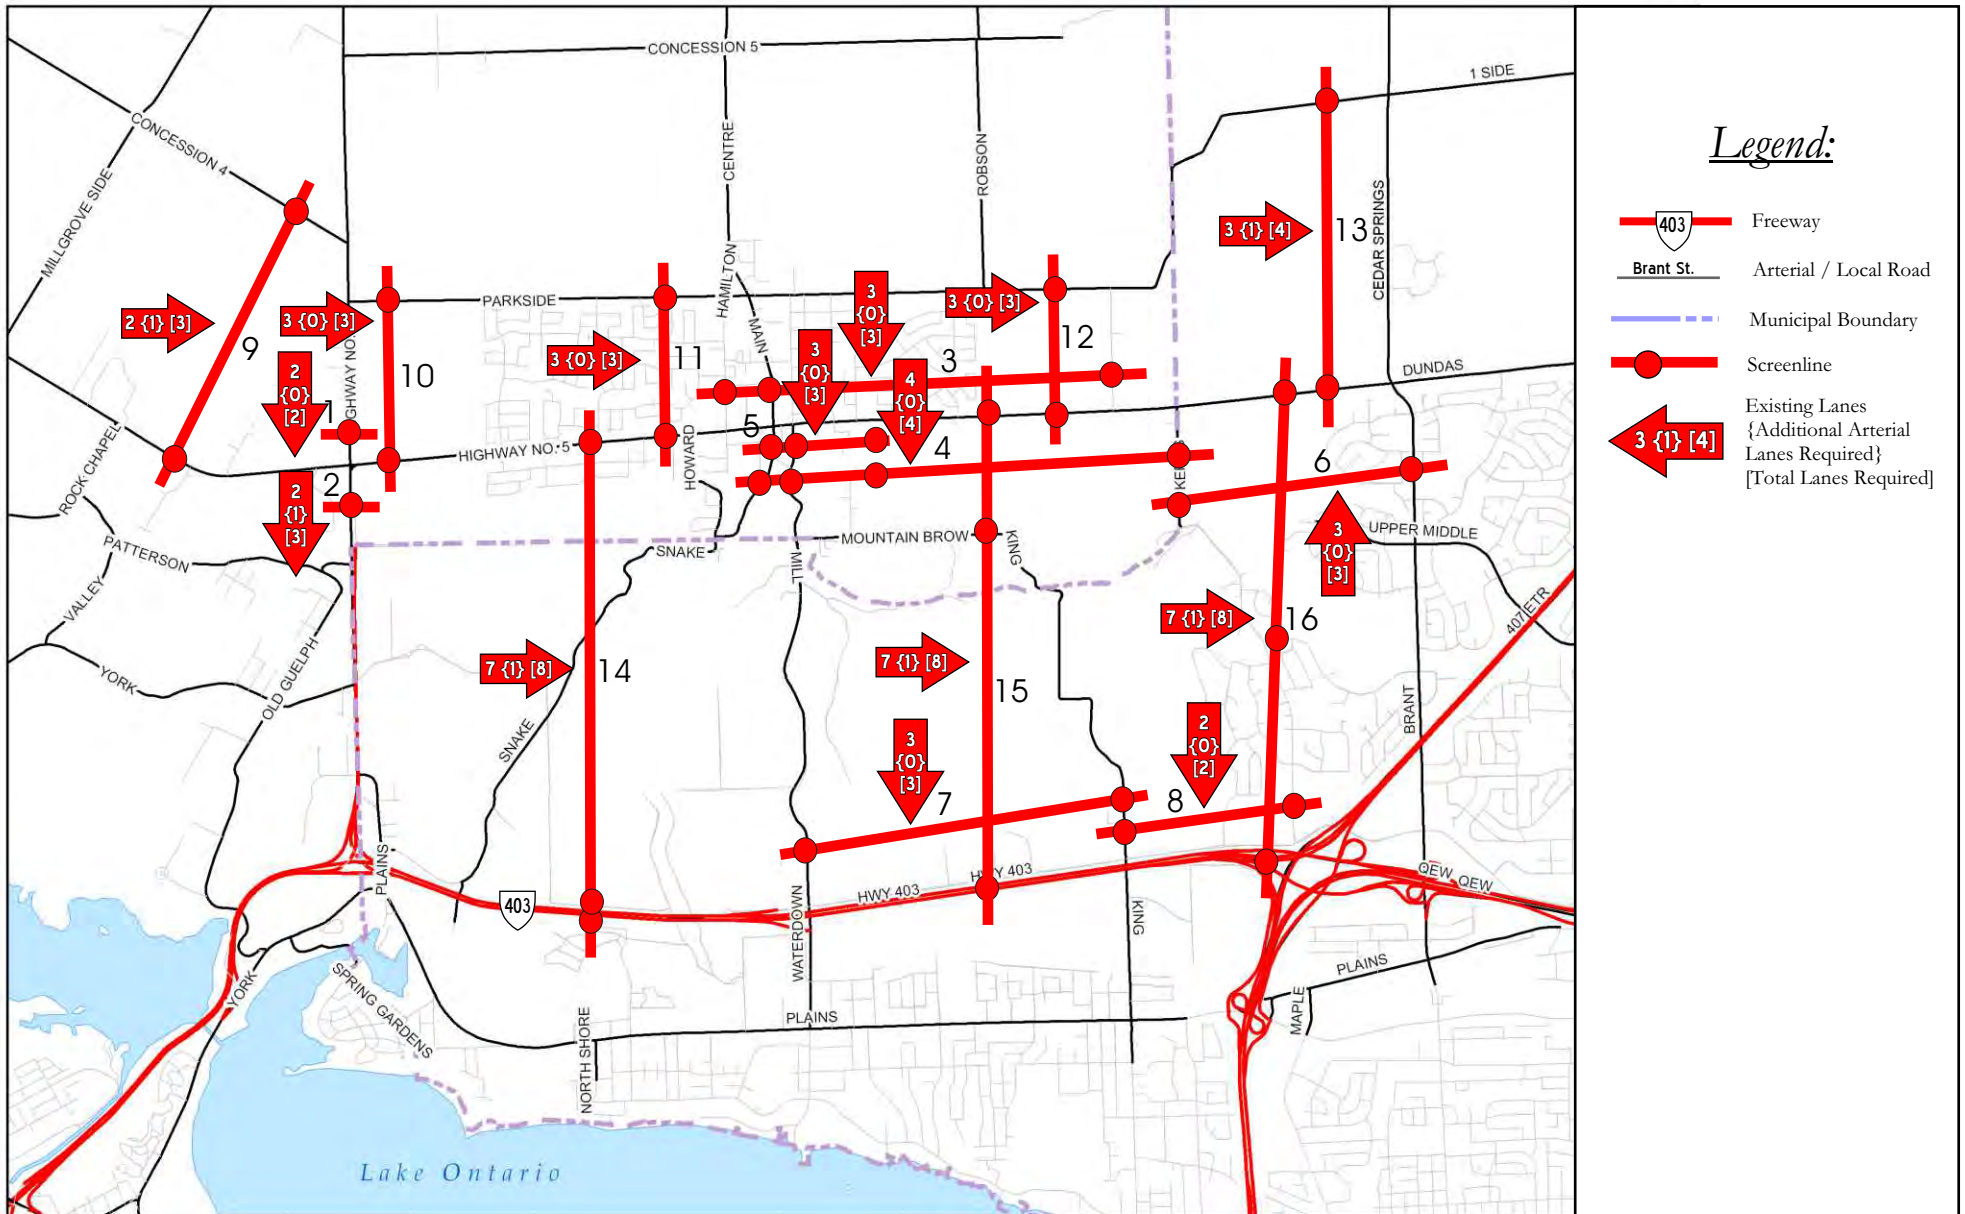 CONCESSION 5
1 SIDE
CONCESSION 4
CENTRE
ROBSON
MILLGROVE SIDE
CEDAR SPRINGS
3 {1} [4]
13
HAMILTON
PARKSIDE
2 {1} [3]
9
3 {0} [3]
10
3 {0} [3]
11
MAIN
3
{0}
[3]
3
3 {0} [3]
12
3
{0}
[3]
5
4
{0}
[4]
4
2
{0}
[2]
1
2
{1}
[3]
2
DUNDAS
HIGHWAY NO. 5
HOWARD
ROCK CHAPEL
6
3
{0}
[3]
UPPER MIDDLE
PATTERSON
VALLEY
YORK
OLD GUELPH
SNAKE
MOUNTAIN BROW
KING
MILL
407 ETR
7 {1} [8]
14
7 {1} [8]
15
7 {1} [8]
16
SNAKE
BRANT
3
{0}
[3]
7
2
{0}
[2]
8
PLAINS
403
HWY 403
HWY 403
QEW QEW
WATERDOWN
KING
YORK
SPRING GARDENS
NORTH SHORE
PLAINS
PLAINS
MAPLE
Lake Ontario
Legend:
403
Freeway
Brant St.
Arterial / Local Road
Municipal Boundary
Screenline
3 {1} [4]
Existing Lanes
{Additional Arterial
Lanes Required}
[Total Lanes Required]